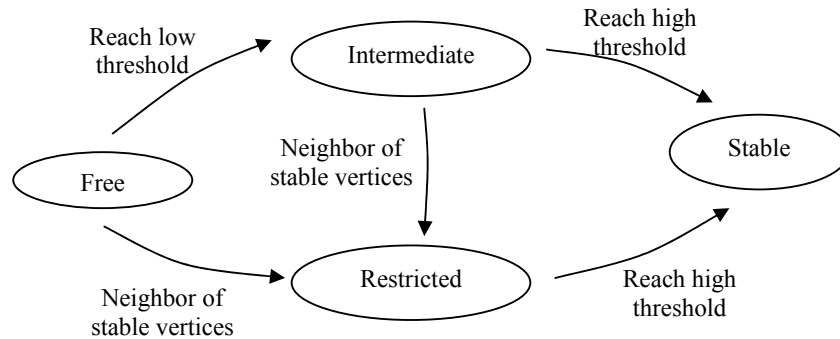 Reach low
threshold
Intermediate
Reach high
threshold
Free
Neighbor of
stable vertices
Stable
Neighbor of
stable vertices
Restricted
Reach high
threshold